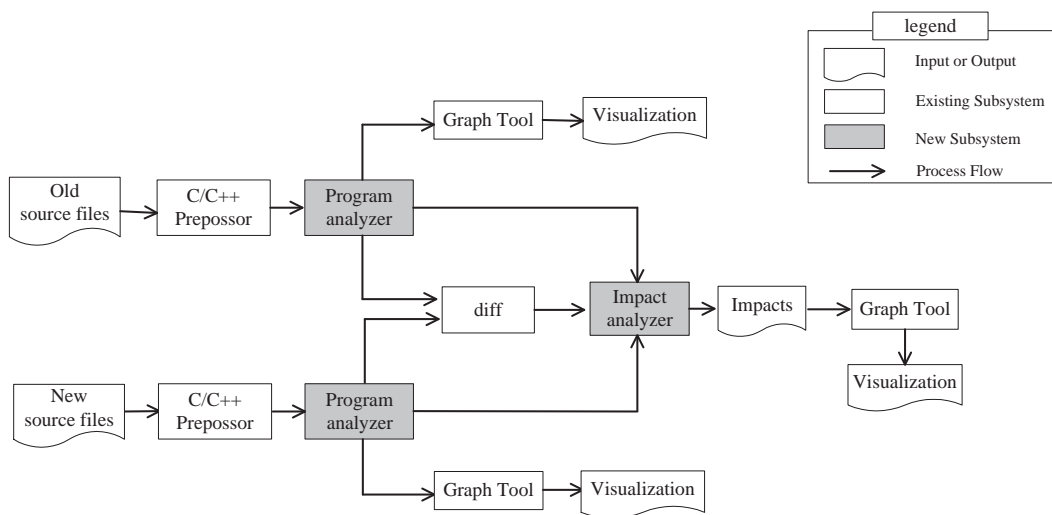 legend
Input or Output
Existing Subsystem
New Subsystem
Process Flow
Graph Tool
Visualization
Old
source files
C/C++
Prepossor
Program
analyzer
diff
Impact
analyzer
Impacts
Graph Tool
Visualization
New
source files
C/C++
Prepossor
Program
analyzer
Graph Tool
Visualization